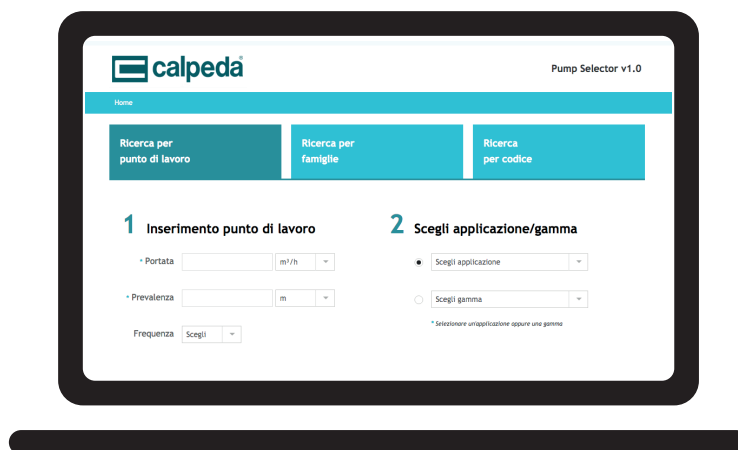 calpeda
Pump Selector v1.0
Home
Ricerca per
punto di lavoro
Ricerca per
famiglie
Ricerca
per codice
1 Inserimento punto di lavoro
* Portata
m³/h
* Prevalenza
m
Frequenza
Scegli
2 Scegli applicazione/gamma
Scegli applicazione
Scegli gamma
* Selezionare un'applicazione oppure una gamma